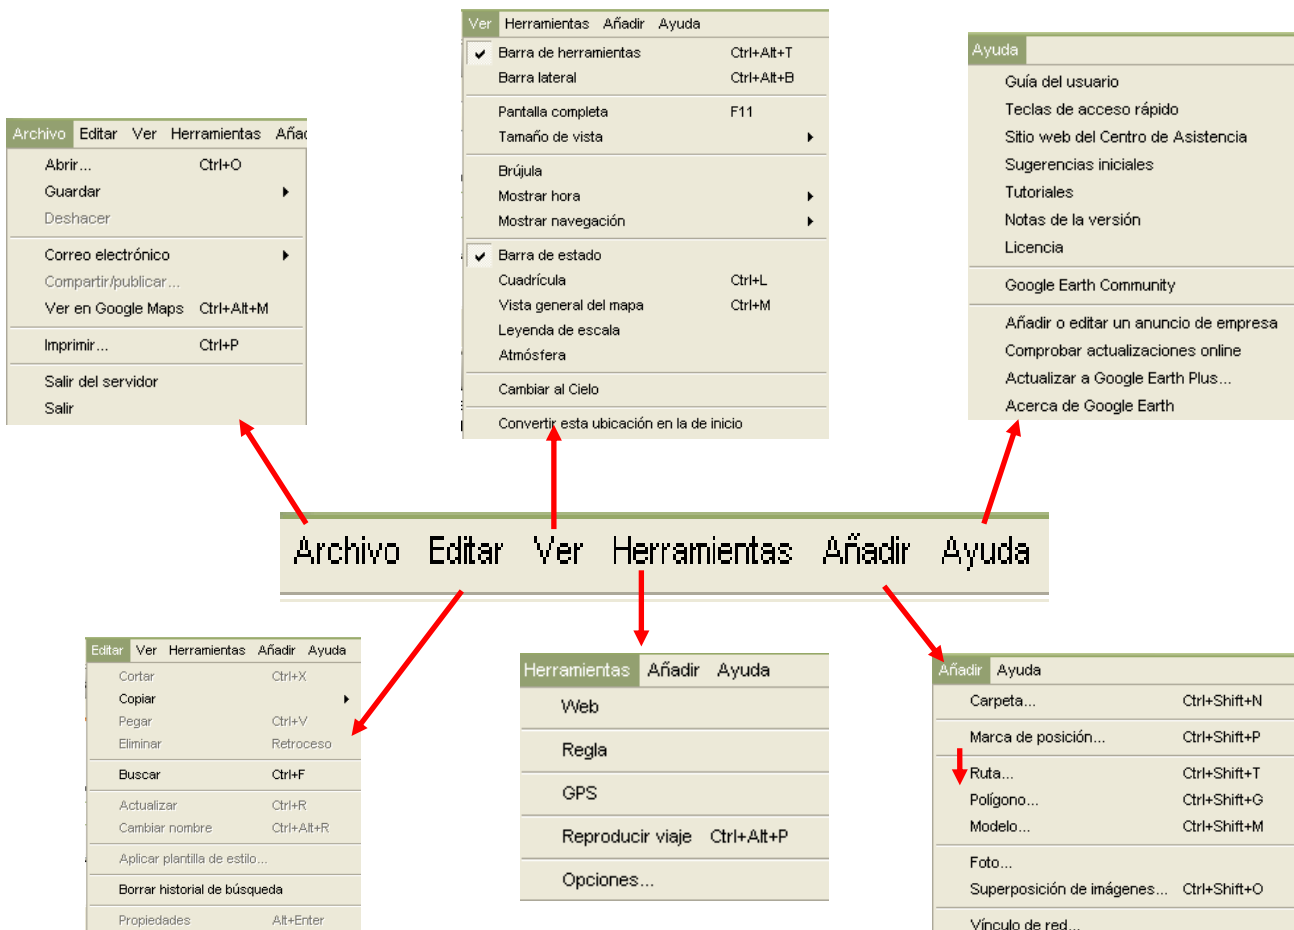 Ver Herramientas Añadir Ayuda
Barra de herramientas Ctrl+Alt+T
Barra lateral Ctrl+Alt+B
Pantalla completa F11
Tamaño de vista
Brújula
Mostrar hora
Mostrar navegación
Barra de estado
Cuadrícula Ctrl+L
Vista general del mapa Ctrl+M
Leyenda de escala
Atmósfera
Cambiar al Cielo
Convertir esta ubicación en la de inicio
Ayuda
Guía del usuario
Teclas de acceso rápido
Sitio web del Centro de Asistencia
Sugerencias iniciales
Tutoriales
Notas de la versión
Licencia
Google Earth Community
Añadir o editar un anuncio de empresa
Comprobar actualizaciones online
Actualizar a Google Earth Plus...
Acerca de Google Earth
Archivo Editar Ver Herramientas
Abrir... Ctrl+O
Guardar
Deshacer
Correo electrónico
Compartir/publicar...
Ver en Google Maps Ctrl+Alt+M
Imprimir... Ctrl+P
Salir del servidor
Salir
Archivo Editar Ver Herramientas Añadir Ayuda
Editar Ver Herramientas Añadir Ayuda
Cortar Ctrl+X
Copiar
Pegar Ctrl+V
Eliminar Retroceso
Buscar Ctrl+F
Actualizar Ctrl+R
Cambiar nombre Ctrl+Alt+R
Aplicar plantilla de estilo...
Borrar historial de búsqueda
Propiedades Alt+Enter
Herramientas Añadir Ayuda
Web
Regla
GPS
Reproducir viaje Ctrl+Alt+P
Opciones...
Añadir Ayuda
Carpeta... Ctrl+Shift+N
Marca de posición... Ctrl+Shift+P
Ruta... Ctrl+Shift+T
Polígono... Ctrl+Shift+G
Modelo... Ctrl+Shift+M
Foto...
Superposición de imágenes... Ctrl+Shift+O
Vínculo de red...